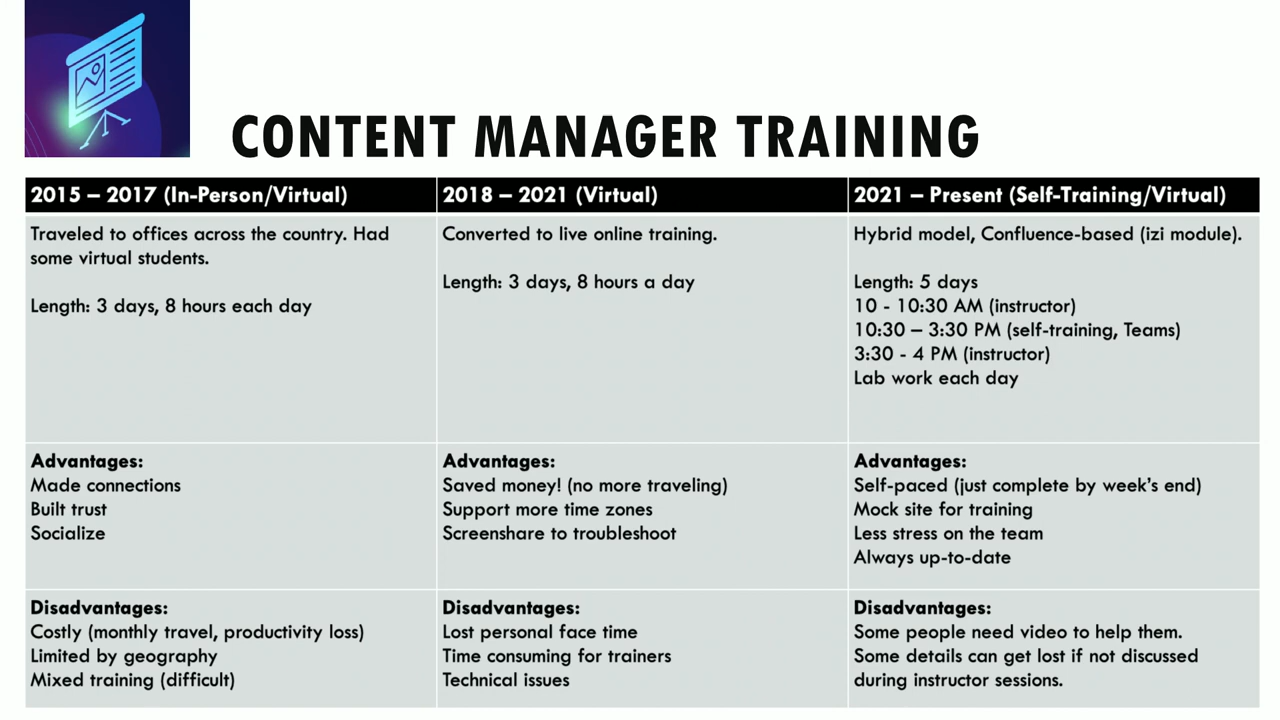 CONTENT MANAGER TRAINING
2015 – 2017 (In-Person/Virtual)
2018 – 2021 (Virtual)
2021 – Present (Self-Training/Virtual)
Traveled to offices across the country. Had
some virtual students.
Length: 3 days, 8 hours each day
Converted to live online training.
Length: 3 days, 8 hours a day
Hybrid model, Confluence-based (izi module).
Length: 5 days
10 - 10:30 AM (instructor)
10:30 – 3:30 PM (self-training, Teams)
3:30 - 4 PM (instructor)
Lab work each day
Advantages:
Made connections
Built trust
Socialize
Advantages:
Saved money! (no more traveling)
Support more time zones
Screenshare to troubleshoot
Advantages:
Self-paced (just complete by week's end)
Mock site for training
Less stress on the team
Always up-to-date
Disadvantages:
Costly (monthly travel, productivity loss)
Limited by geography
Mixed training (difficult)
Disadvantages:
Lost personal face time
Time consuming for trainers
Technical issues
Disadvantages:
Some people need video to help them.
Some details can get lost if not discussed
during instructor sessions.